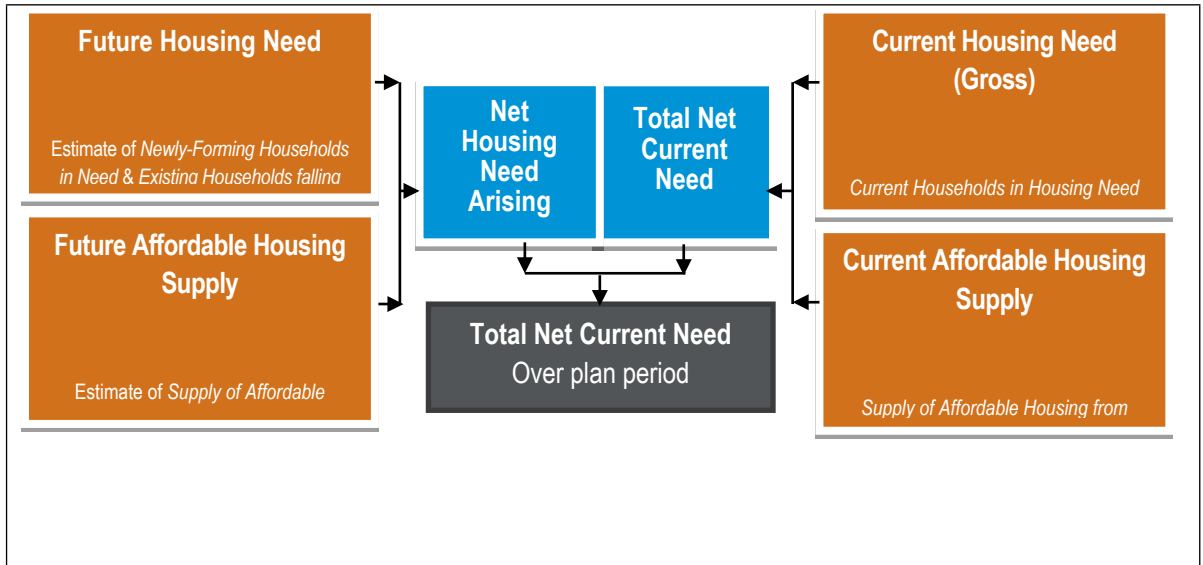 Future Housing Need
Estimate of Newly-Forming Households
in Need & Existing Households falling
Future Affordable Housing
Supply
Estimate of Supply of Affordable
Net
Housing
Need
Arising
Total Net
Current
Need
Total Net Current Need
Over plan period
Current Housing Need
(Gross)
Current Households in Housing Need
Current Affordable Housing
Supply
Supply of Affordable Housing from